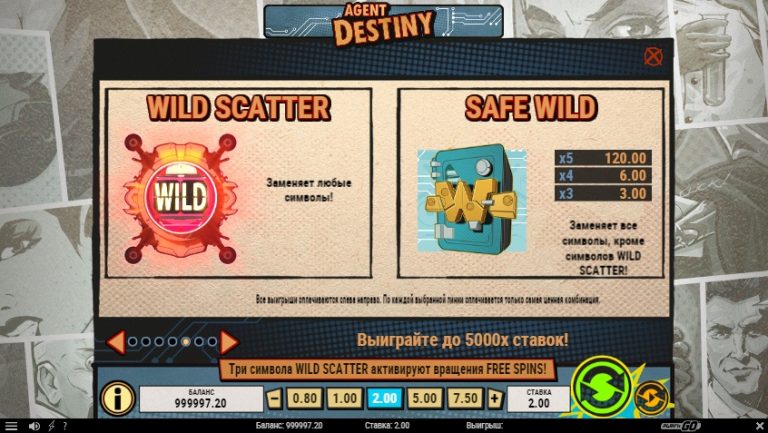 AGENT
DESTINY
WILD SCATTER
SAFE WILD
WILD
Заменяет любые
символы!
W
x5 120.00
x4 6.00
x3 3.00
Заменяет все
символы, кроме
символов WILD
SCATTER!
Все выигрыши оплачиваются слева направо. По каждой выбранной линии оплачивается только самая ценная комбинация.
Выиграйте до 5000x ставок!
Три символа WILD SCATTER активируют вращения FREE SPINS!
БАЛАНС
999997.20
0.80 1.00 2.00 5.00 7.50
СТАВКА
2.00
Баланс: 999997.20 Ставка: 2.00 Выигрыш:
PLAY'N GO